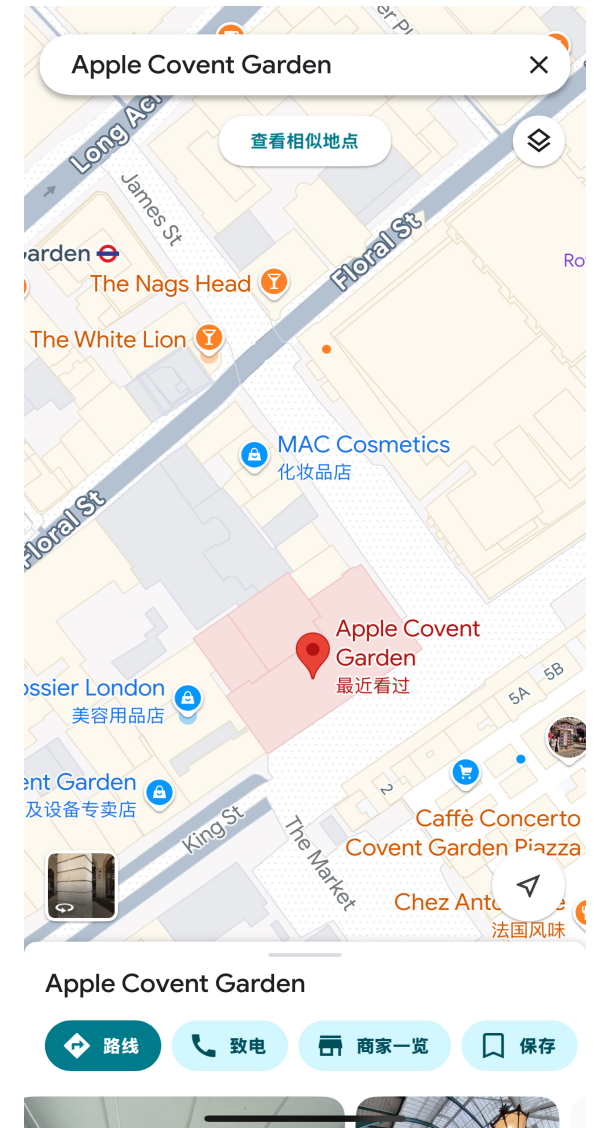 Apple Covent Garden
查看相似地点
Long Acr
James St
Floral St
arden
The Nags Head
Ro
The White Lion
MAC Cosmetics
化妆品店
Floral St
Apple Covent
Garden
最近看过
ossier London
美容用品店
5A
5B
ent Garden
及设备专卖店
2
King St
The Market
Caffè Concerto
Covent Garden Piazza
Chez Anto
法国风味
Apple Covent Garden
路线
致电
商家一览
保存